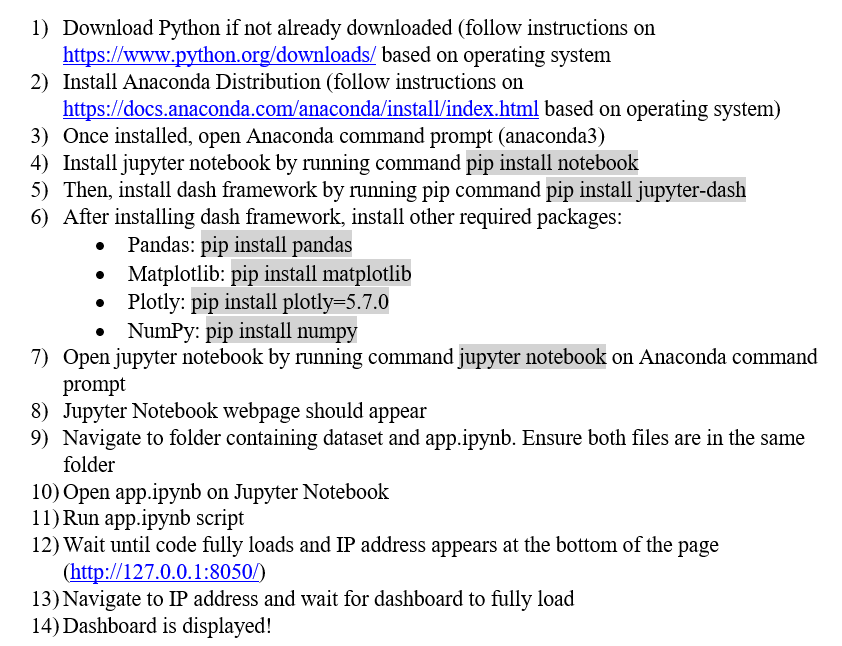 1) Download Python if not already downloaded (follow instructions on
https://www.python.org/downloads/ based on operating system
2) Install Anaconda Distribution (follow instructions on
https://docs.anaconda.com/anaconda/install/index.html based on operating system)
3) Once installed, open Anaconda command prompt (anaconda3)
4) Install jupyter notebook by running command pip install notebook
5) Then, install dash framework by running pip command pip install jupyter-dash
6) After installing dash framework, install other required packages:
• Pandas: pip install pandas
• Matplotlib: pip install matplotlib
• Plotly: pip install plotly=5.7.0
• NumPy: pip install numpy
7) Open jupyter notebook by running command jupyter notebook on Anaconda command
prompt
8) Jupyter Notebook webpage should appear
9) Navigate to folder containing dataset and app.ipynb. Ensure both files are in the same
folder
10) Open app.ipynb on Jupyter Notebook
11) Run app.ipynb script
12) Wait until code fully loads and IP address appears at the bottom of the page
(http://127.0.0.1:8050/)
13) Navigate to IP address and wait for dashboard to fully load
14) Dashboard is displayed!